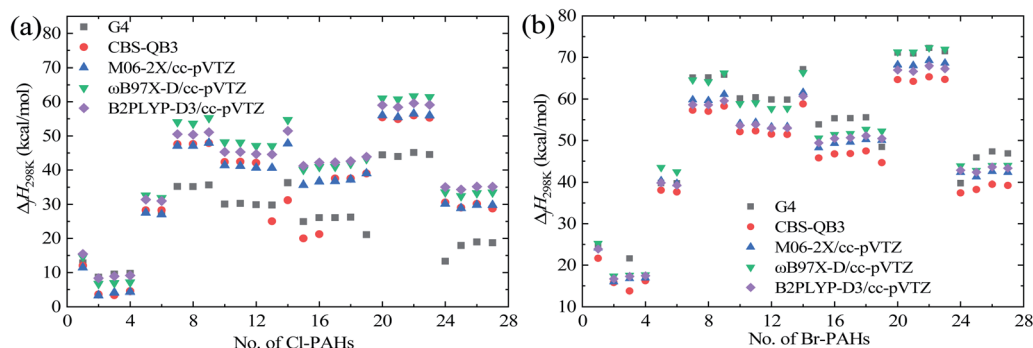 (a)
G4
CBS-QB3
M06-2X/cc-pVTZ
ωB97X-D/cc-pVTZ
B2PLYP-D3/cc-pVTZ
ΔfH298K (kcal/mol)
60
50
40
30
20
10
0
0 4 8 12 16 20 24 28
No. of Cl-PAHs
(b)
ΔfH298K (kcal/mol)
80
70
60
50
40
30
20
10
G4
CBS-QB3
M06-2X/cc-pVTZ
ωB97X-D/cc-pVTZ
B2PLYP-D3/cc-pVTZ
0 4 8 12 16 20 24 28
No. of Br-PAHs